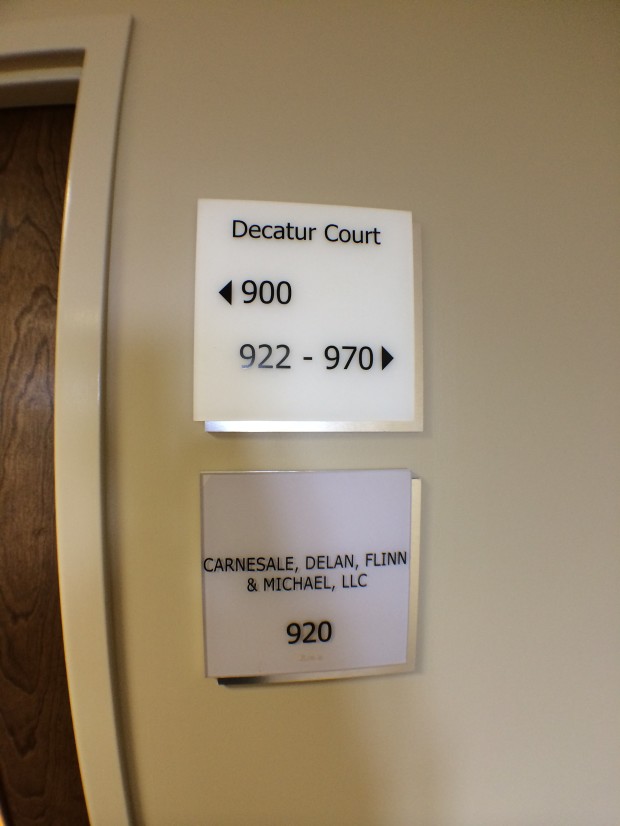 Decatur Court
◀ 900
922 - 970 ▶
CARNESALE, DELAN, FLINN
& MICHAEL, LLC
920